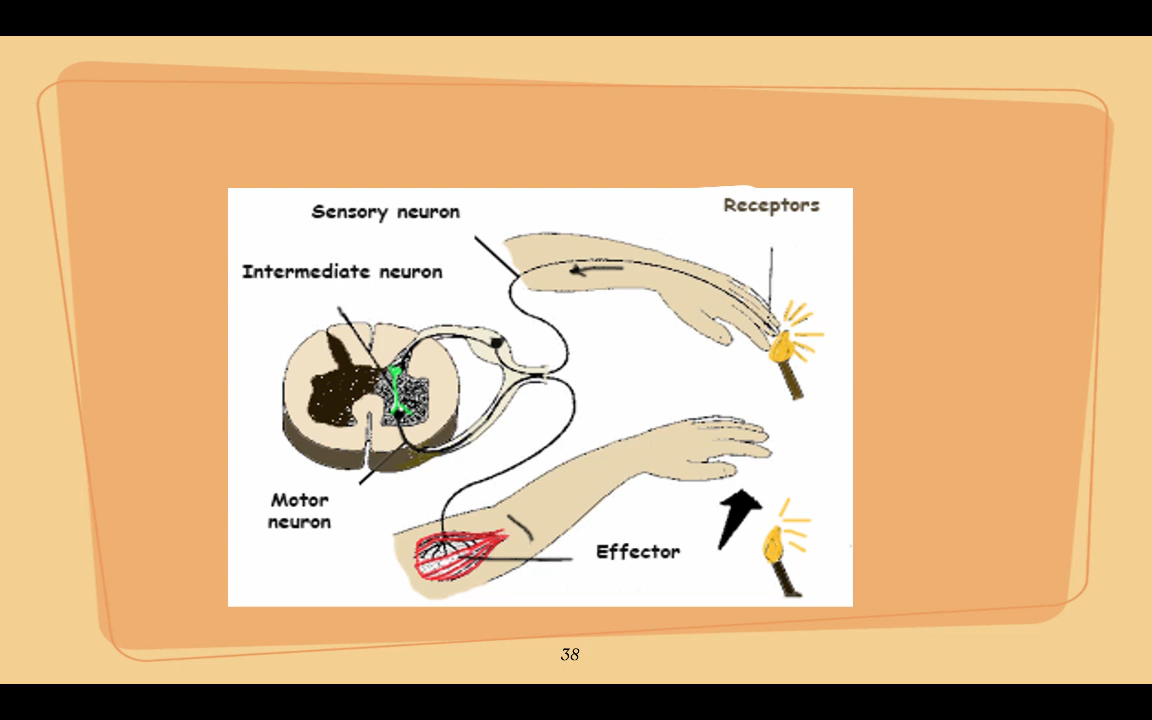 Sensory neuron
Receptors
Intermediate neuron
Motor
neuron
Effector
38